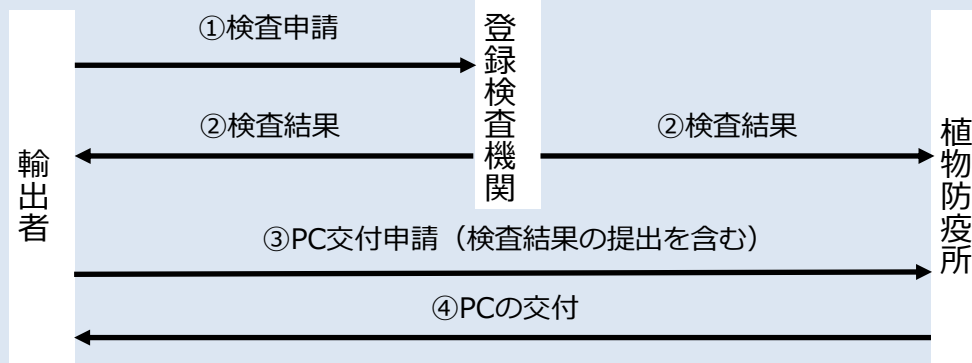 ①検査申請
登録検査機関
②検査結果
②検査結果
輸出者
植物防疫所
③PC交付申請（検査結果の提出を含む）
④PCの交付